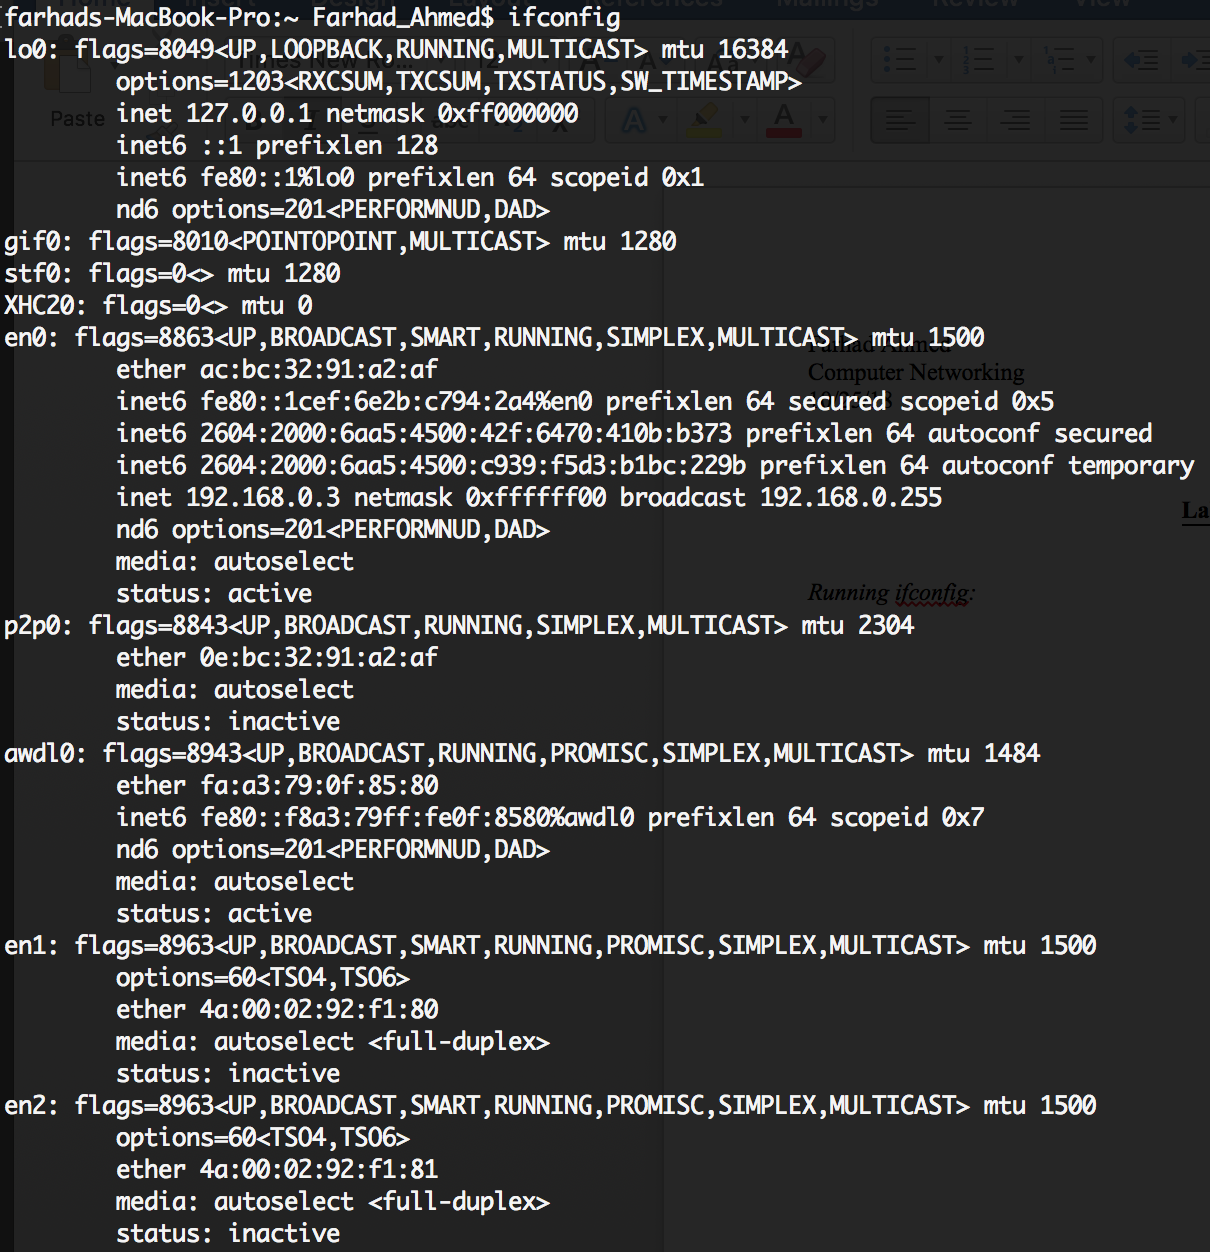 farhads-MacBook-Pro:~ Farhad_Ahmed$ ifconfig
lo0: flags=8049<UP,LOOPBACK,RUNNING,MULTICAST> mtu 16384
options=1203<RXCSUM,TXCSUM,TXSTATUS,SW_TIMESTAMP>
inet 127.0.0.1 netmask 0xff000000
inet6 ::1 prefixlen 128
inet6 fe80::1%lo0 prefixlen 64 scopeid 0x1
nd6 options=201<PERFORMNUD,DAD>
gif0: flags=8010<POINTOPOINT,MULTICAST> mtu 1280
stf0: flags=0<> mtu 1280
XHC20: flags=0<> mtu 0
en0: flags=8863<UP,BROADCAST,SMART,RUNNING,SIMPLEX,MULTICAST> mtu 1500
ether ac:bc:32:91:a2:af
inet6 fe80::1cef:6e2b:c794:2a4%en0 prefixlen 64 secured scopeid 0x5
inet6 2604:2000:6aa5:4500:42f:6470:410b:b373 prefixlen 64 autoconf secured
inet6 2604:2000:6aa5:4500:c939:f5d3:b1bc:229b prefixlen 64 autoconf temporary
inet 192.168.0.3 netmask 0xffffff00 broadcast 192.168.0.255
nd6 options=201<PERFORMNUD,DAD>
media: autoselect
status: active
p2p0: flags=8843<UP,BROADCAST,RUNNING,SIMPLEX,MULTICAST> mtu 2304
ether 0e:bc:32:91:a2:af
media: autoselect
status: inactive
awdl0: flags=8943<UP,BROADCAST,RUNNING,PROMISC,SIMPLEX,MULTICAST> mtu 1484
ether fa:a3:79:0f:85:80
inet6 fe80::f8a3:79ff:fe0f:8580%awdl0 prefixlen 64 scopeid 0x7
nd6 options=201<PERFORMNUD,DAD>
media: autoselect
status: active
en1: flags=8963<UP,BROADCAST,SMART,RUNNING,PROMISC,SIMPLEX,MULTICAST> mtu 1500
options=60<TSO4,TSO6>
ether 4a:00:02:92:f1:80
media: autoselect <full-duplex>
status: inactive
en2: flags=8963<UP,BROADCAST,SMART,RUNNING,PROMISC,SIMPLEX,MULTICAST> mtu 1500
options=60<TSO4,TSO6>
ether 4a:00:02:92:f1:81
media: autoselect <full-duplex>
status: inactive
Paste
Farhad Ahmed
Computer Networking
Running ifconfig: